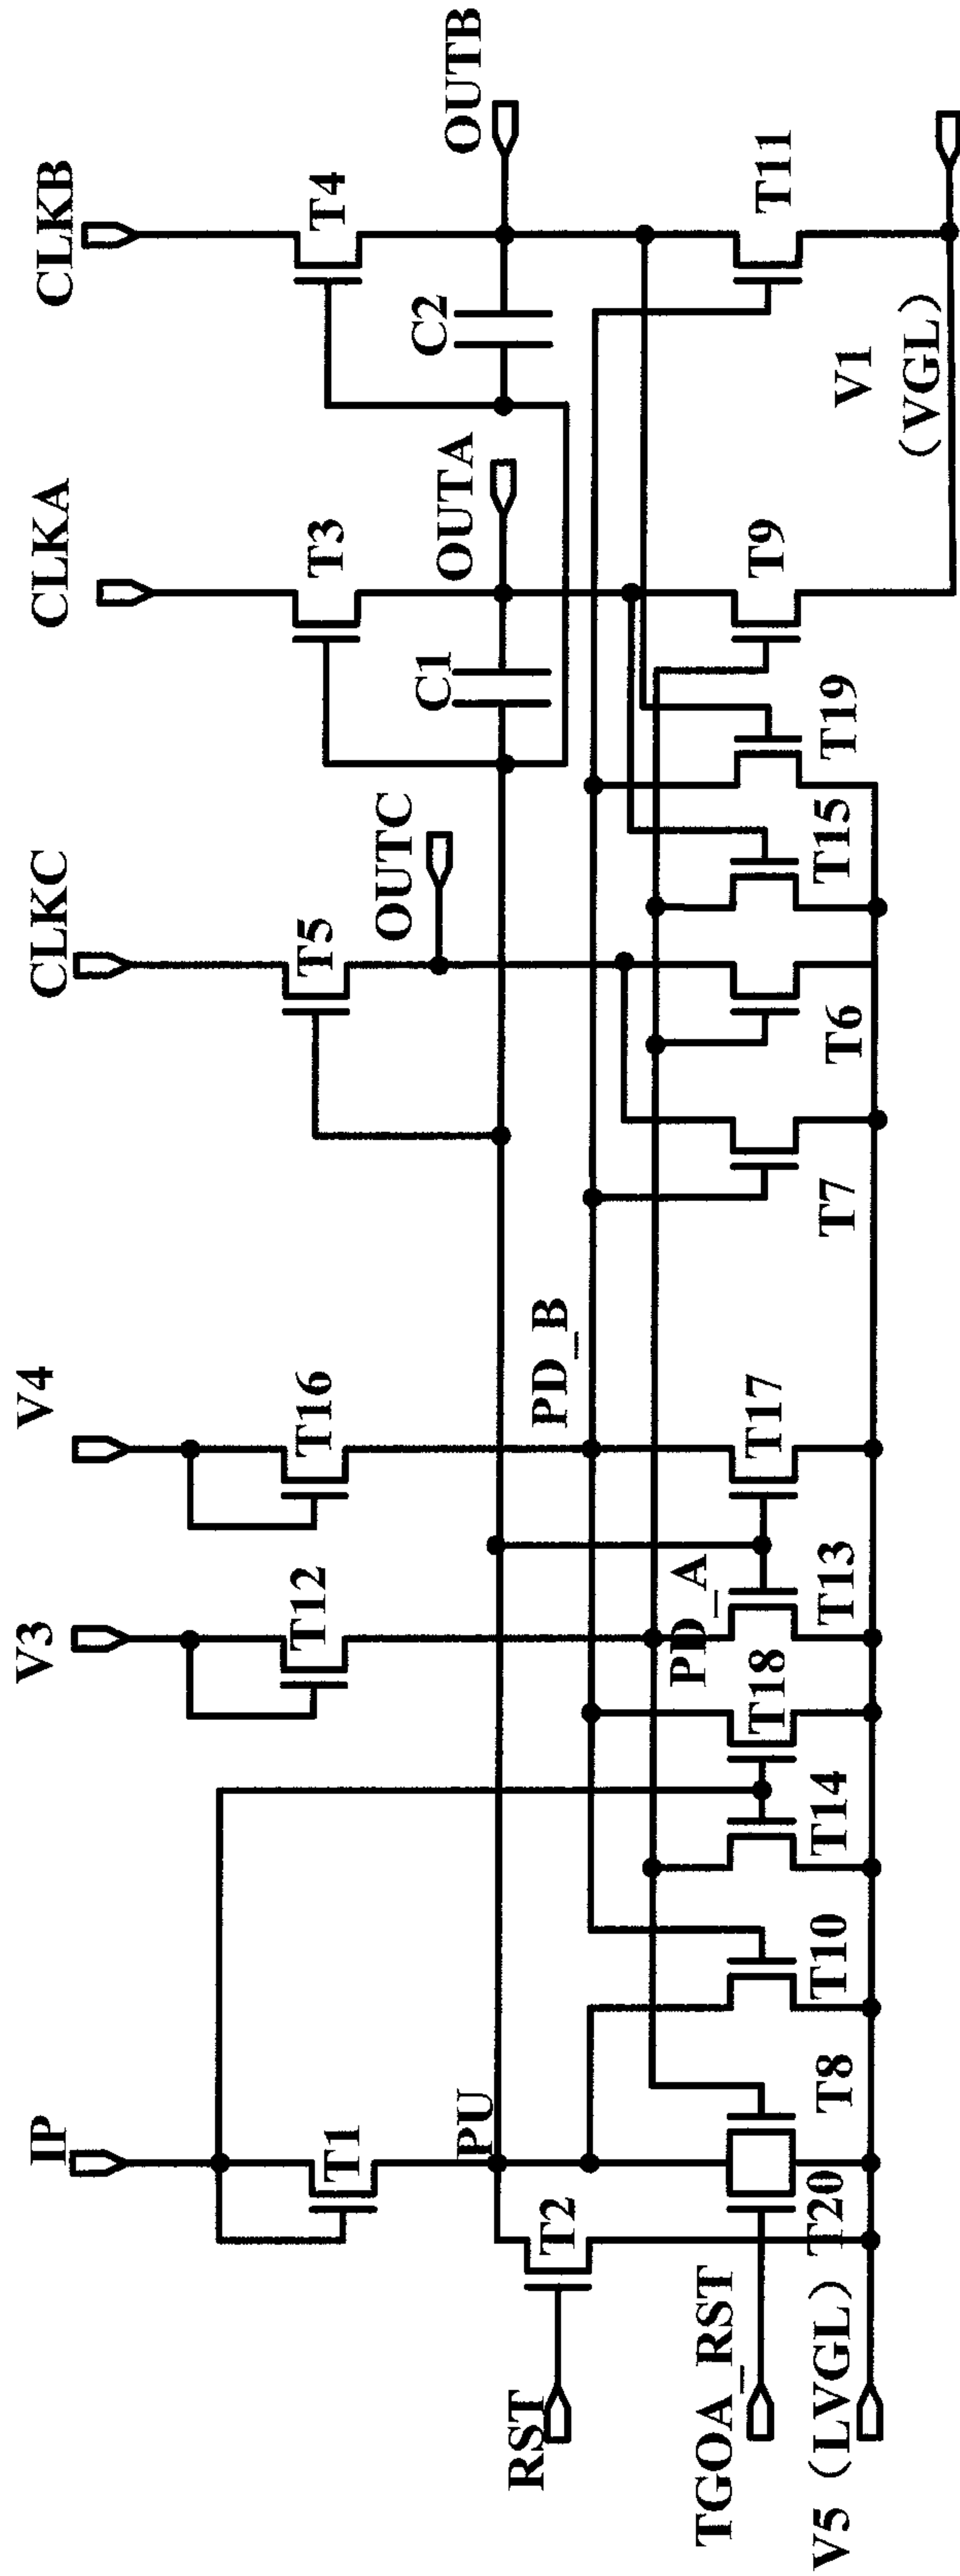 IP
V3
V4
CLKC
CLKA
CLKB
T1
T12
T16
T5
T3
T4
OUTC
OUTA
OUTB
C1
C2
PU
T2
RST
PD_B
PD_A
TGOA_RST
T20
T8
T10
T14
T18
T13
T17
T7
T6
T15
T19
T9
T11
V1
(VGL)
V5 (LVGL)